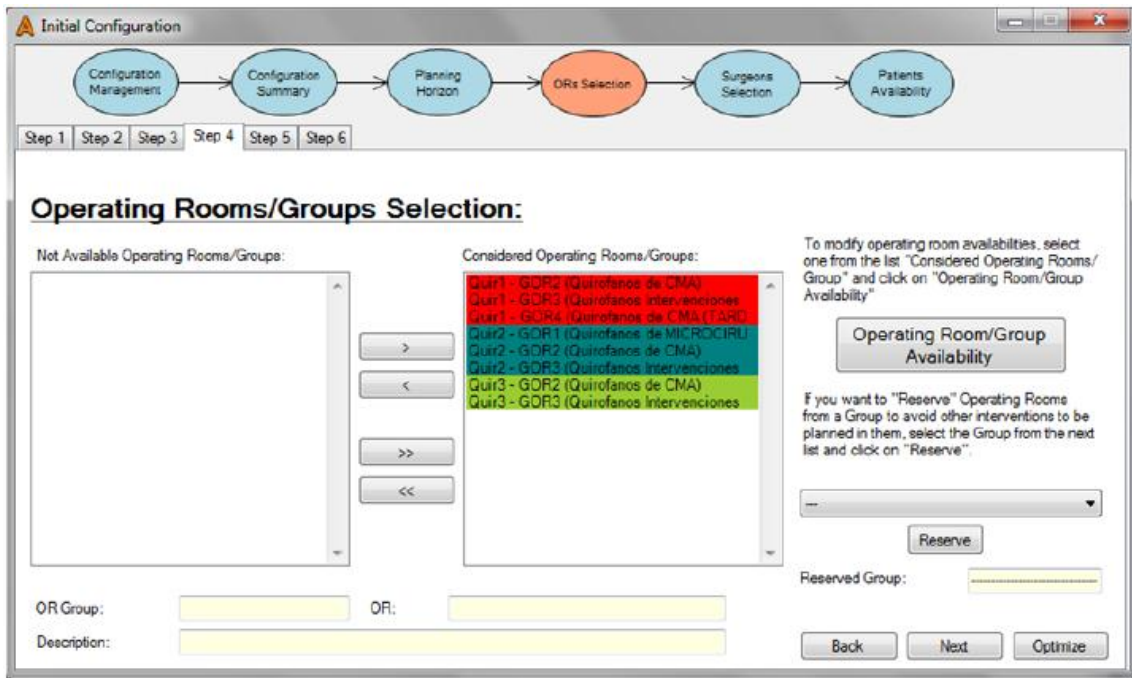 Initial Configuration
Configuration
Management
Configuration
Summary
Planning
Horizon
ORs Selection
Surgeons
Selection
Patients
Availability
Step 1 Step 2 Step 3 Step 4 Step 5 Step 6
Operating Rooms/Groups Selection:
Not Available Operating Rooms/Groups:
>
<
>>
<<
Considered Operating Rooms/Groups:
Quir1 - GOR2 (Quirofanos de CMA)
Quir1 - GOR3 (Quirofanos Intervenciones
Quir1 - GOR4 (Quirofanos de CMA (TARD
Quir2 - GOR1 (Quirofanos de MICROCIRU
Quir2 - GOR2 (Quirofanos de CMA)
Quir2 - GOR3 (Quirofanos Intervenciones
Quir3 - GOR2 (Quirofanos de CMA)
Quir3 - GOR3 (Quirofanos Intervenciones
To modify operating room availabilities, select
one from the list "Considered Operating Rooms/
Group" and click on "Operating Room/Group
Availability"
Operating Room/Group
Availability
If you want to "Reserve" Operating Rooms
from a Group to avoid other interventions to be
planned in them, select the Group from the next
list and click on "Reserve".
---
Reserve
Reserved Group: --------------------------
OR Group:
OR:
Description:
Back Next Optimize